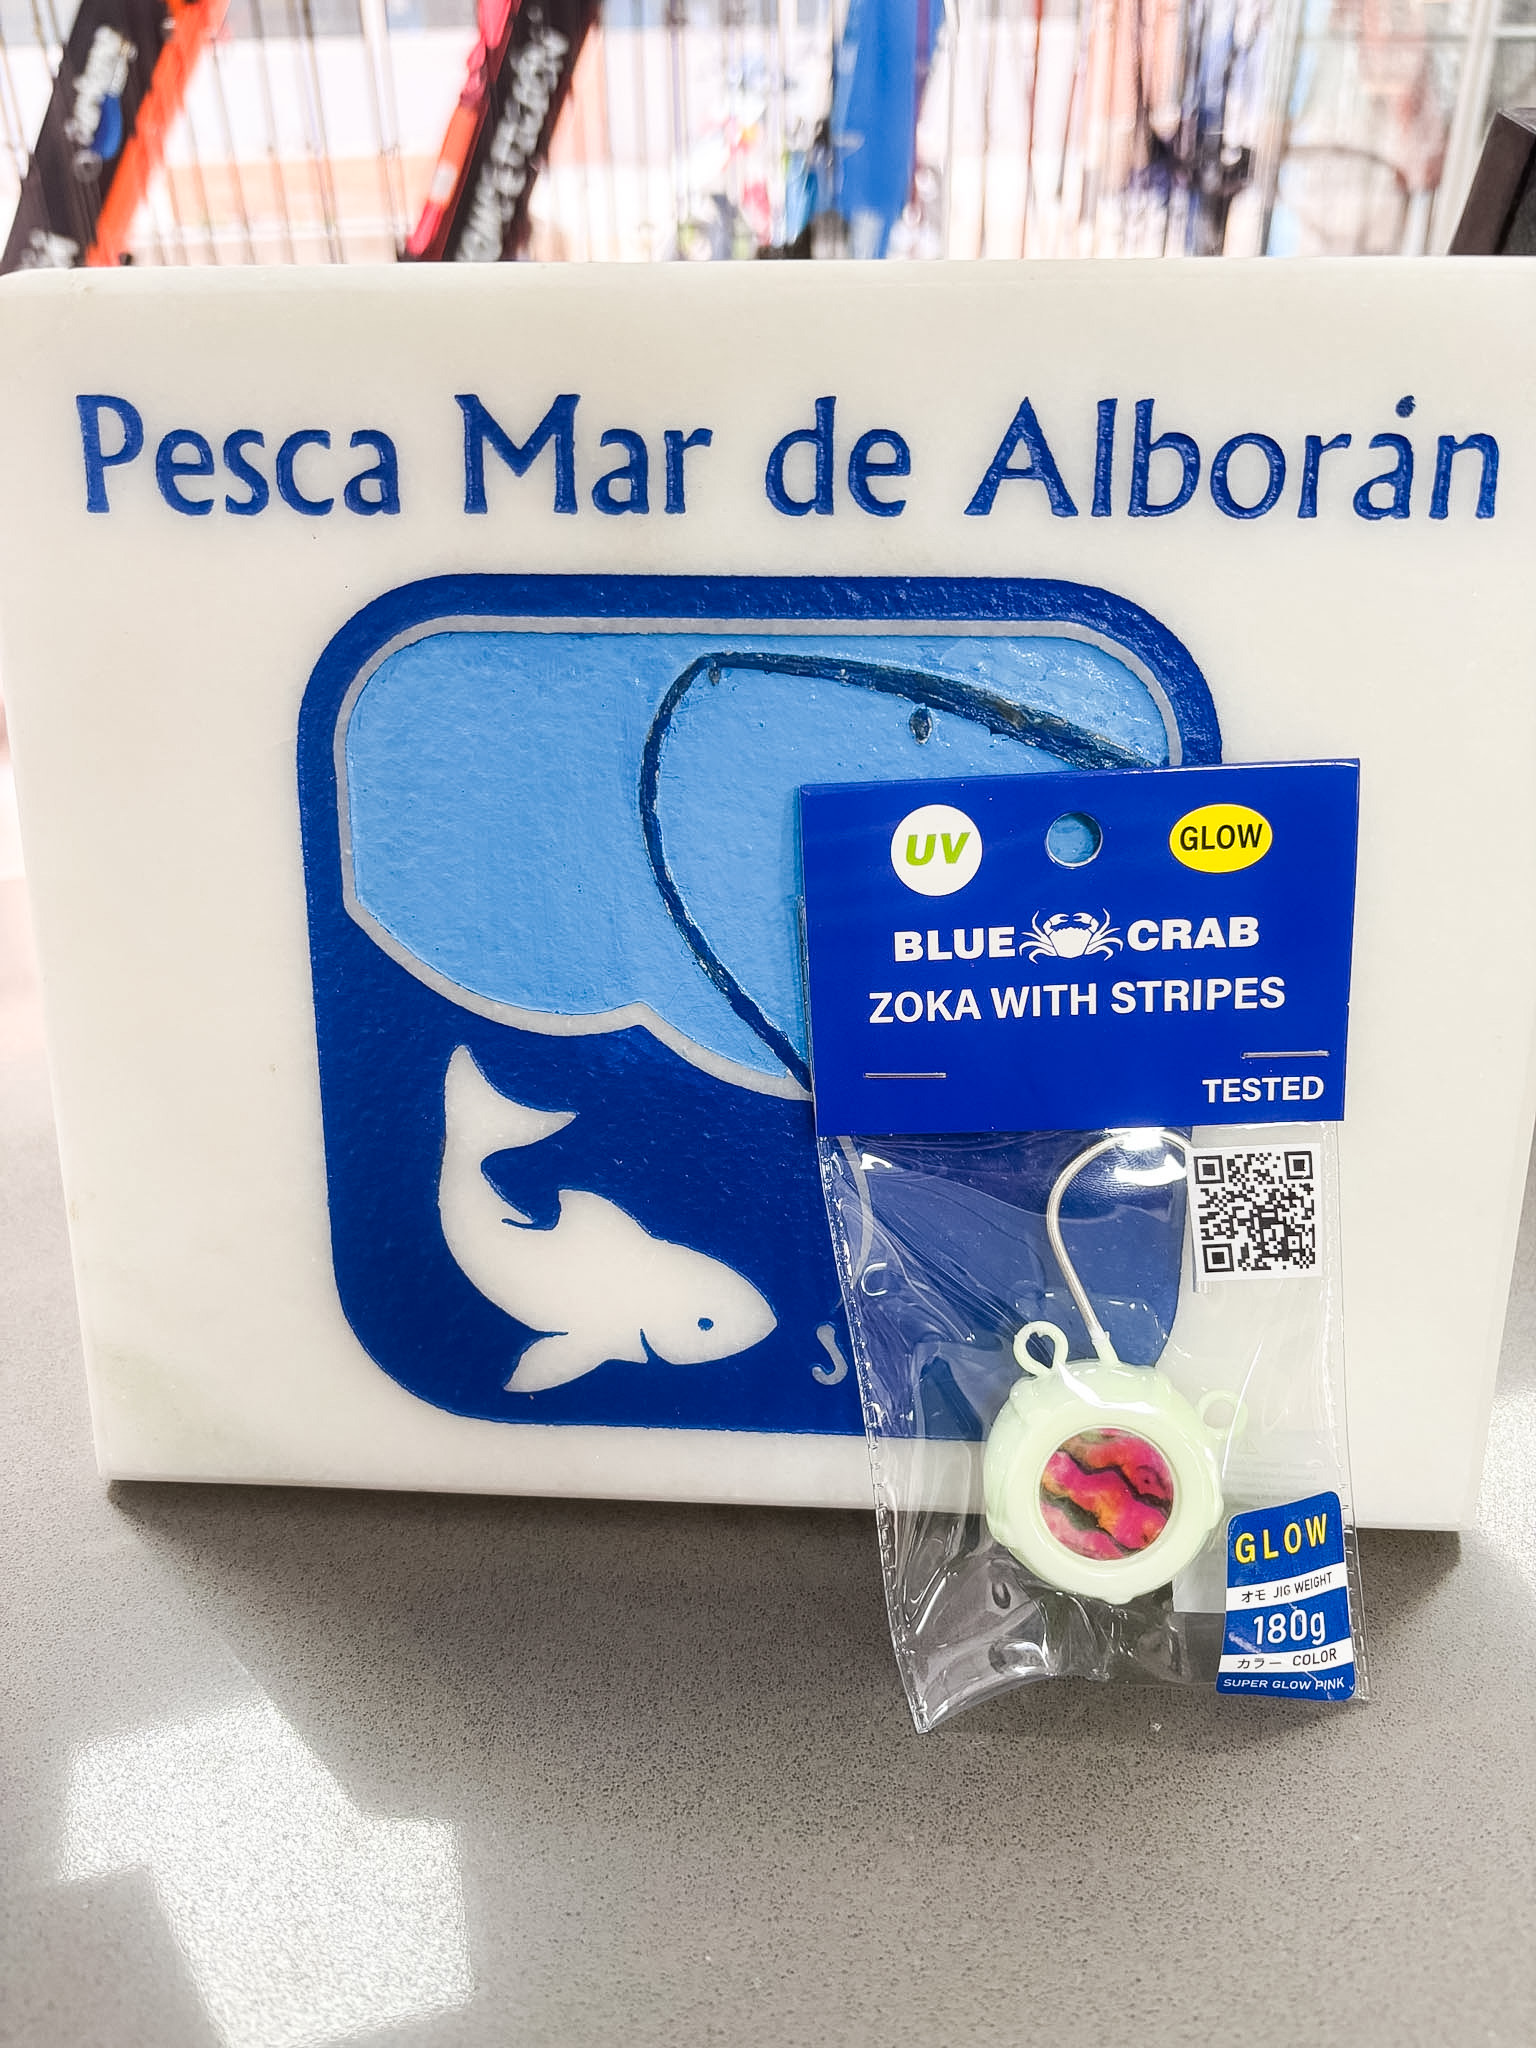 Pesca Mar de Alborán
UV
GLOW
BLUE CRAB
ZOKA WITH STRIPES
TESTED
GLOW
オモ JIG WEIGHT
180g
カラー COLOR
SUPER GLOW PINK